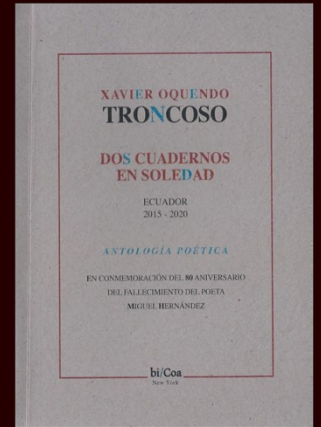 XAVIER OQUENDO
TRONCOSO
DOS CUADERNOS
EN SOLEDAD
ECUADOR
2015 - 2020
ANTOLOGÍA POÉTICA
EN CONMEMORACIÓN DEL 80 ANIVERSARIO
DEL FALLECIMIENTO DEL POETA
MIGUEL HERNÁNDEZ
bi/Coa
New York